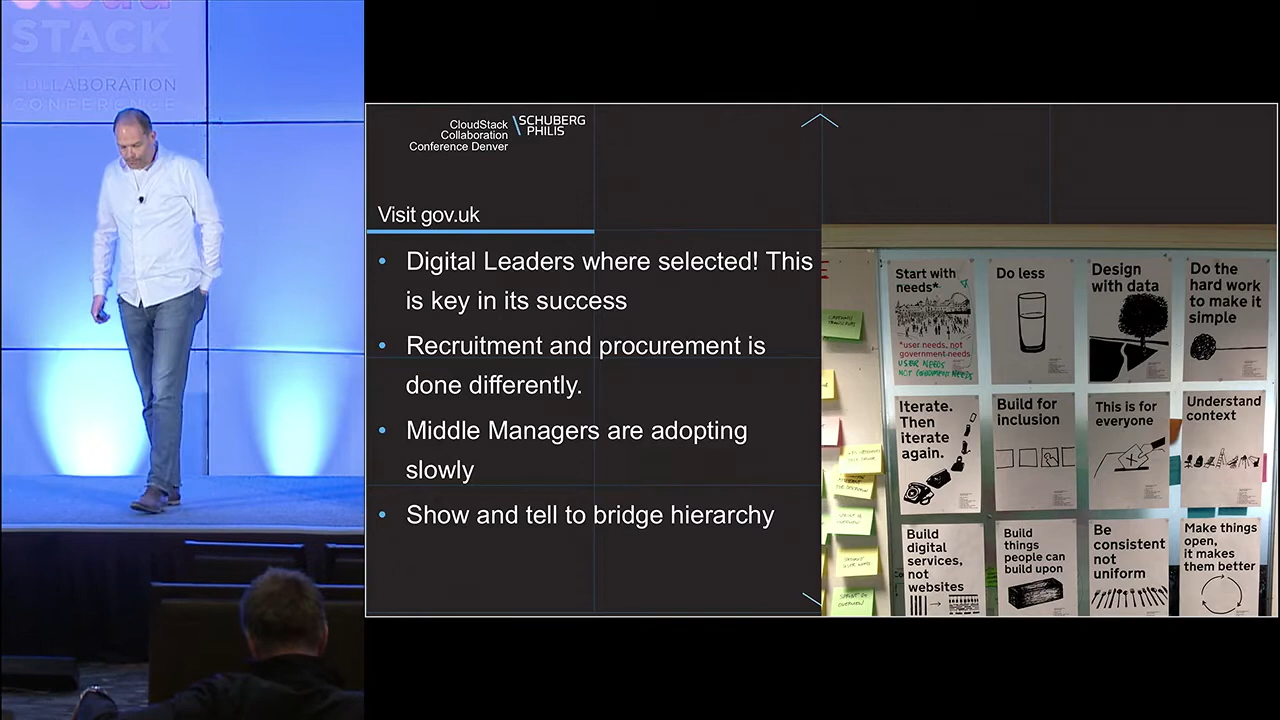 STACK
COLLABORATION
CONFERENCE
CloudStack
Collaboration
Conference Denver
SCHUBERG
PHILIS
Visit gov.uk
• Digital Leaders where selected! This
is key in its success
• Recruitment and procurement is
done differently.
• Middle Managers are adopting
slowly
• Show and tell to bridge hierarchy
Start with
needs*
*user needs, not
government needs
USER NEEDS
NOT GOVERNMENT NEEDS
Do less
Design
with data
Do the
hard work
to make it
simple
Iterate.
Then
iterate
again.
Build for
inclusion
This is for
everyone
Understand
context
Build
digital
services,
not
websites
Build
things
people can
build upon
Be
consistent
not
uniform
Make things
open,
it makes
them better